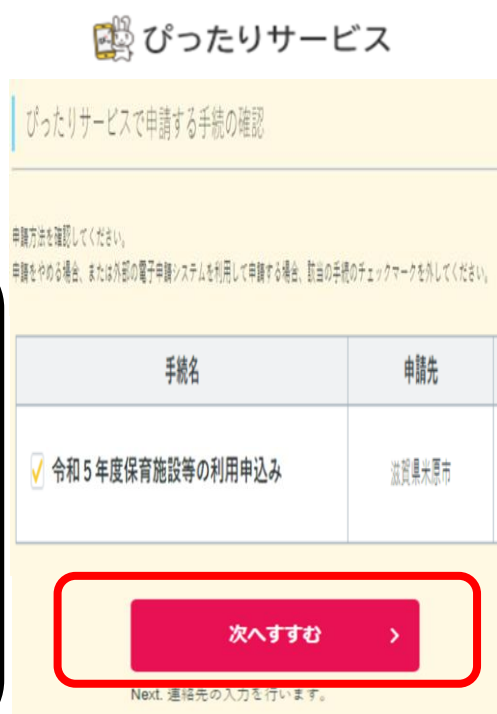 ぴったりサービス
ぴったりサービスで申請する手続の確認
申請方法を確認してください。
申請をやめる場合、または外部の電子申請システムを利用して申請する場合、該当の手続のチェックマークを外してください。
手続名 申請先
令和5年度保育施設等の利用申込み 滋賀県米原市
次へすすむ
Next. 連絡先の入力を行います。